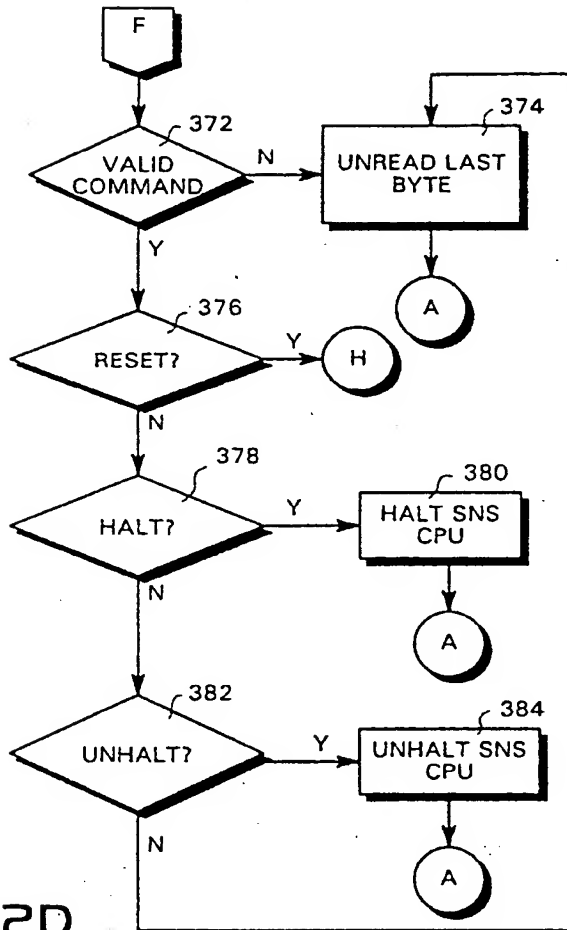 F
372
VALID
COMMAND
N
374
UNREAD LAST
BYTE
Y
A
376
RESET?
Y
H
N
378
HALT?
Y
380
HALT SNS
CPU
N
A
382
UNHALT?
Y
384
UNHALT SNS
CPU
N
A
2D